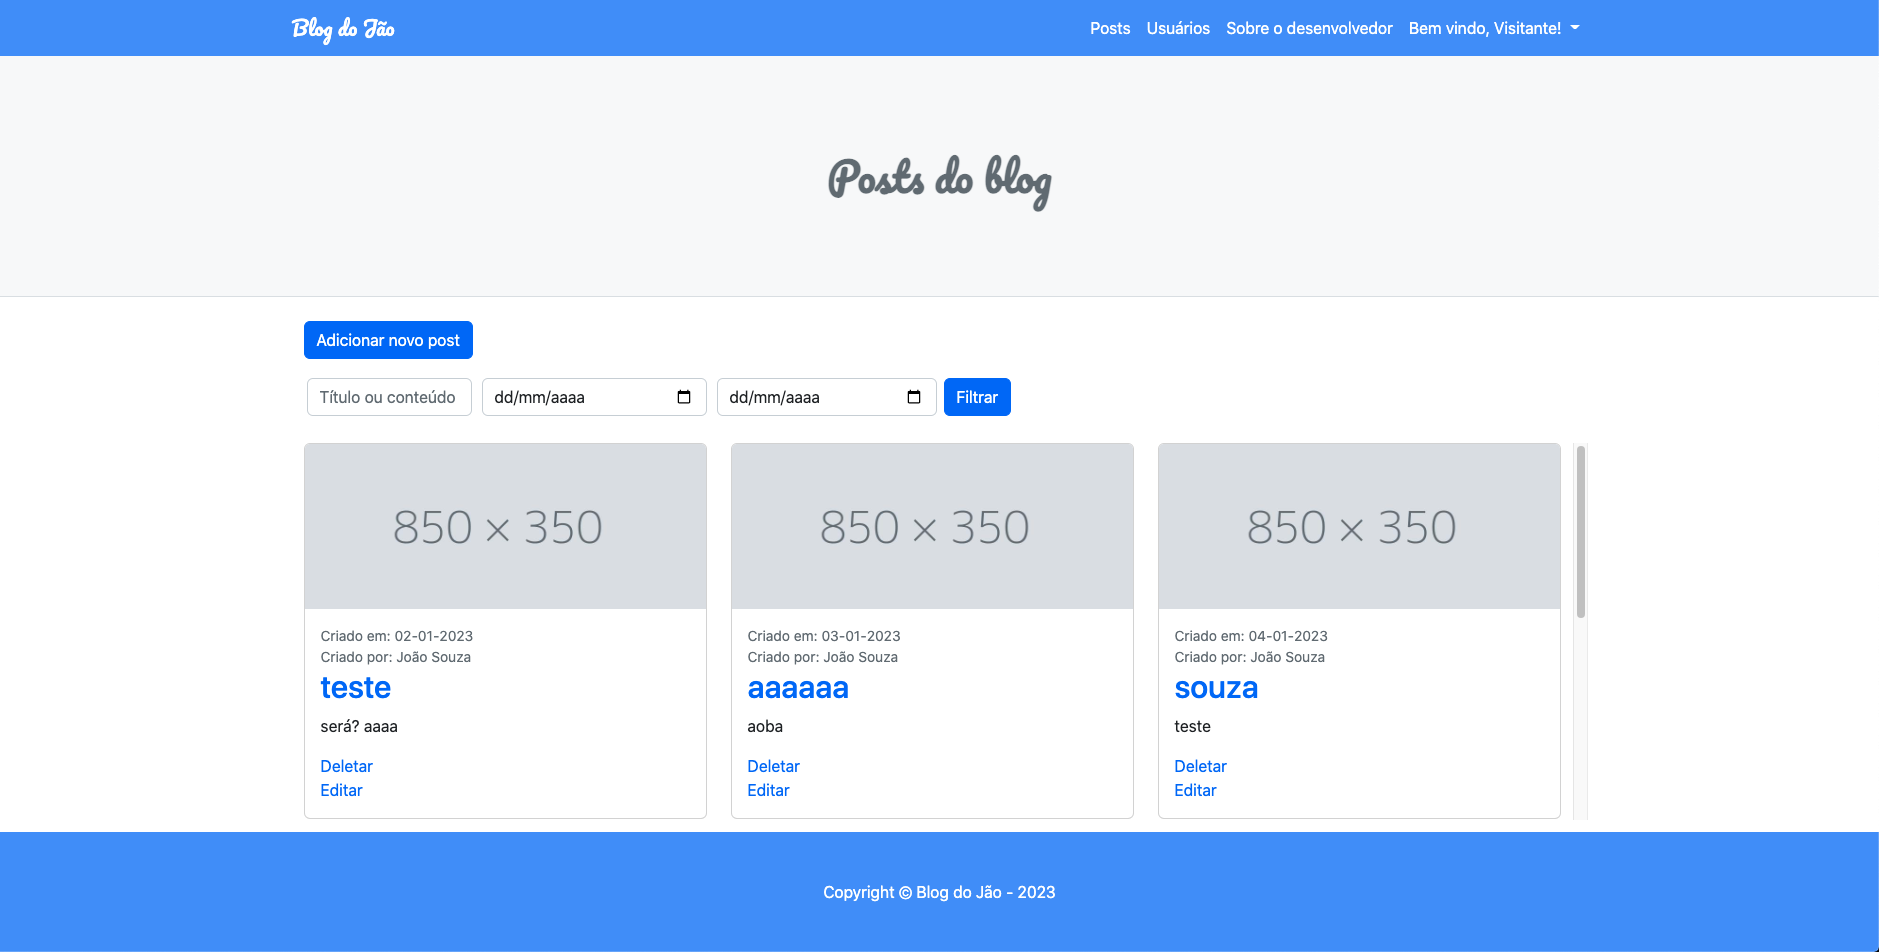 Blog do Jão
Posts Usuários Sobre o desenvolvedor Bem vindo, Visitante!
Posts do blog
Adicionar novo post
Título ou conteúdo dd/mm/aaaa dd/mm/aaaa Filtrar
850 × 350
Criado em: 02-01-2023
Criado por: João Souza
teste
será? aaaa
Deletar
Editar
850 × 350
Criado em: 03-01-2023
Criado por: João Souza
aaaaaa
aoba
Deletar
Editar
850 × 350
Criado em: 04-01-2023
Criado por: João Souza
souza
teste
Deletar
Editar
Copyright © Blog do Jão - 2023